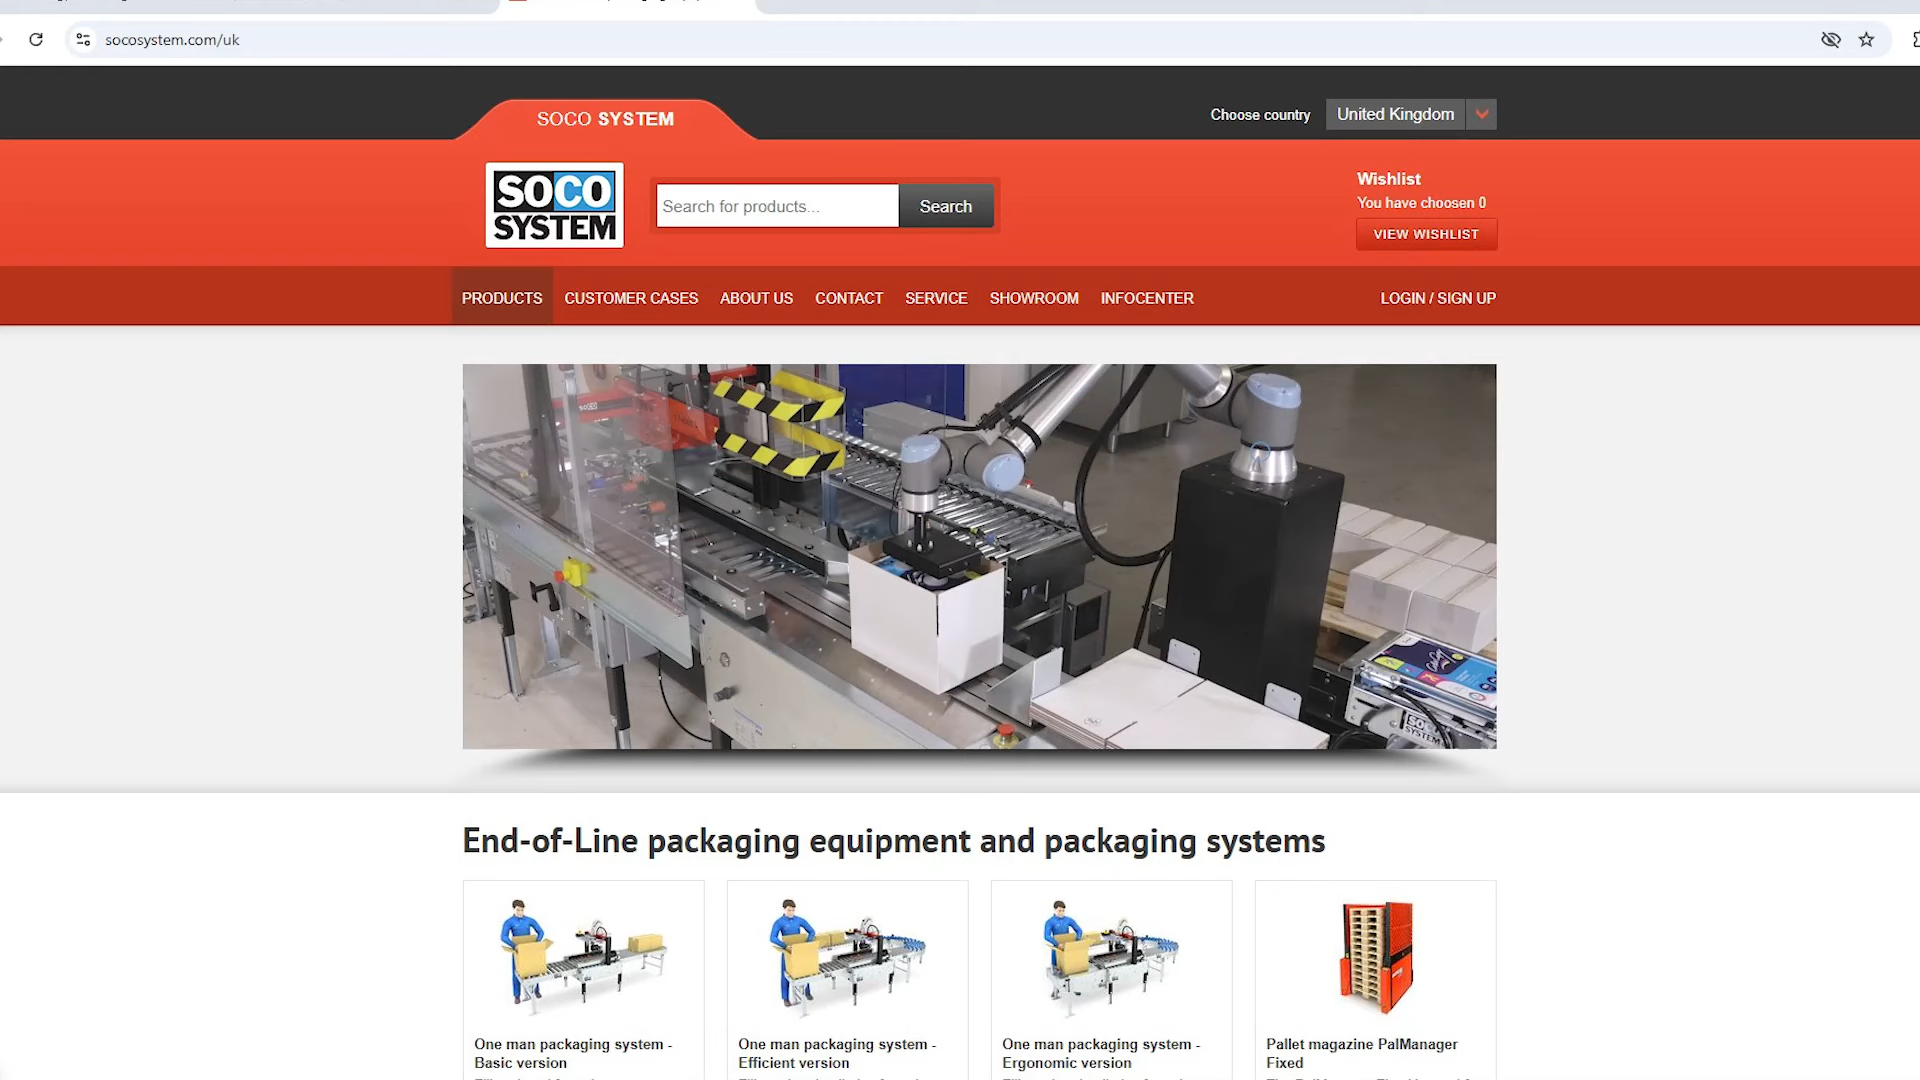 socosystem.com/uk
SOCO SYSTEM
Choose country
United Kingdom
SOCO
SYSTEM
Search for products...
Search
Wishlist
You have choosen 0
VIEW WISHLIST
PRODUCTS
CUSTOMER CASES
ABOUT US
CONTACT
SERVICE
SHOWROOM
INFOCENTER
LOGIN / SIGN UP
SYSTEM
End-of-Line packaging equipment and packaging systems
One man packaging system -
Basic version
One man packaging system -
Efficient version
One man packaging system -
Ergonomic version
Pallet magazine PalManager
Fixed